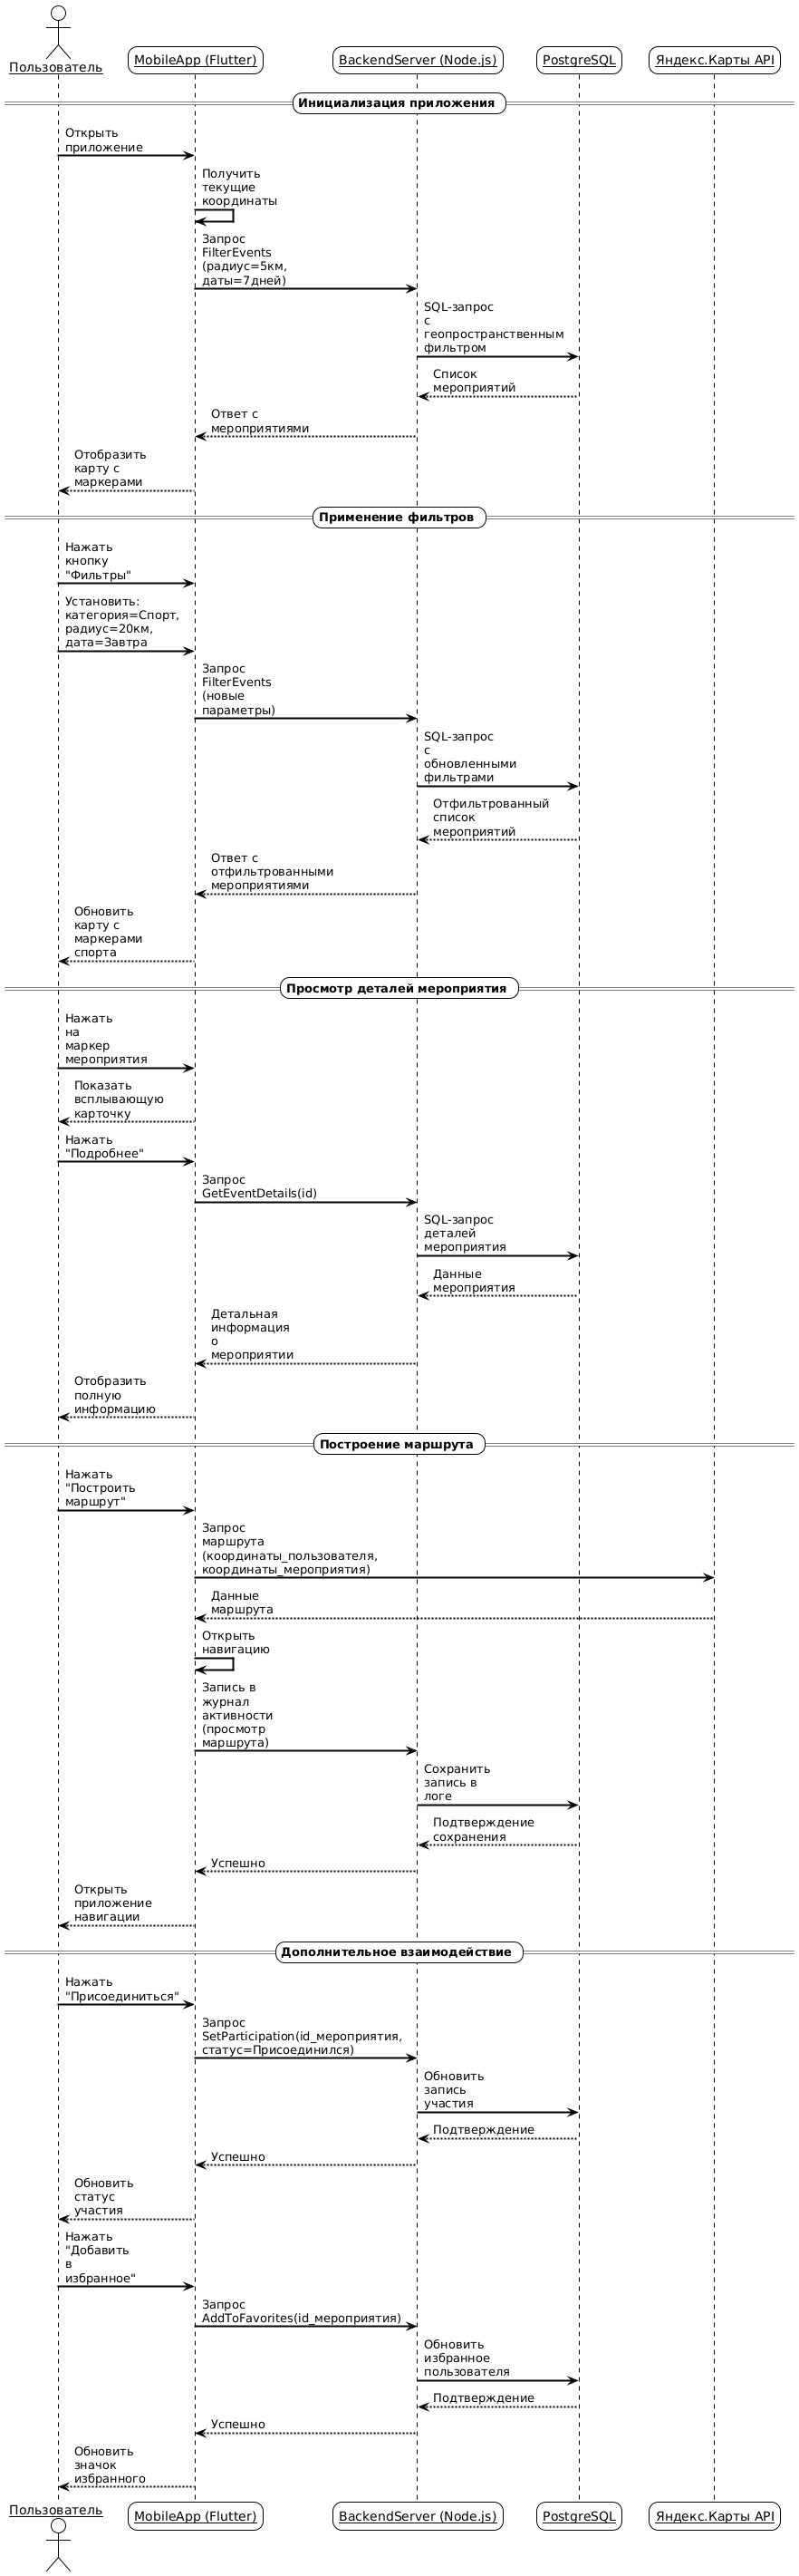 Пользователь
MobileApp (Flutter)
BackendServer (Node.js)
PostgreSQL
Яндекс.Карты API
Инициализация приложения
Открыть
приложение
Получить
текущие
координаты
Запрос
FilterEvents
(радиус=5км,
даты=7дней)
SQL-запрос
с
геопространственным
фильтром
Список
мероприятий
Ответ с
мероприятиями
Отобразить
карту с
маркерами
Применение фильтров
Нажать
кнопку
"Фильтры"
Установить:
категория=Спорт,
радиус=20км,
дата=Завтра
Запрос
FilterEvents
(новые
параметры)
SQL-запрос
с
обновленными
фильтрами
Отфильтрованный
список
мероприятий
Ответ с
отфильтрованными
мероприятиями
Обновить
карту с
маркерами
спорта
Просмотр деталей мероприятия
Нажать
на
маркер
мероприятия
Показать
всплывающую
карточку
Нажать
"Подробнее"
Запрос
GetEventDetails(id)
SQL-запрос
деталей
мероприятия
Данные
мероприятия
Детальная
информация
о
мероприятии
Отобразить
полную
информацию
Построение маршрута
Нажать
"Построить
маршрут"
Запрос
маршрута
(координаты_пользователя,
координаты_мероприятия)
Данные
маршрута
Открыть
навигацию
Запись в
журнал
активности
(просмотр
маршрута)
Сохранить
запись в
логе
Подтверждение
сохранения
Успешно
Открыть
приложение
навигации
Дополнительное взаимодействие
Нажать
"Присоединиться"
Запрос
SetParticipation(id_мероприятия,
статус=Присоединился)
Обновить
запись
участия
Подтверждение
Успешно
Обновить
статус
участия
Нажать
"Добавить
в
избранное"
Запрос
AddToFavorites(id_мероприятия)
Обновить
избранное
пользователя
Подтверждение
Успешно
Обновить
значок
избранного
Пользователь
MobileApp (Flutter)
BackendServer (Node.js)
PostgreSQL
Яндекс.Карты API